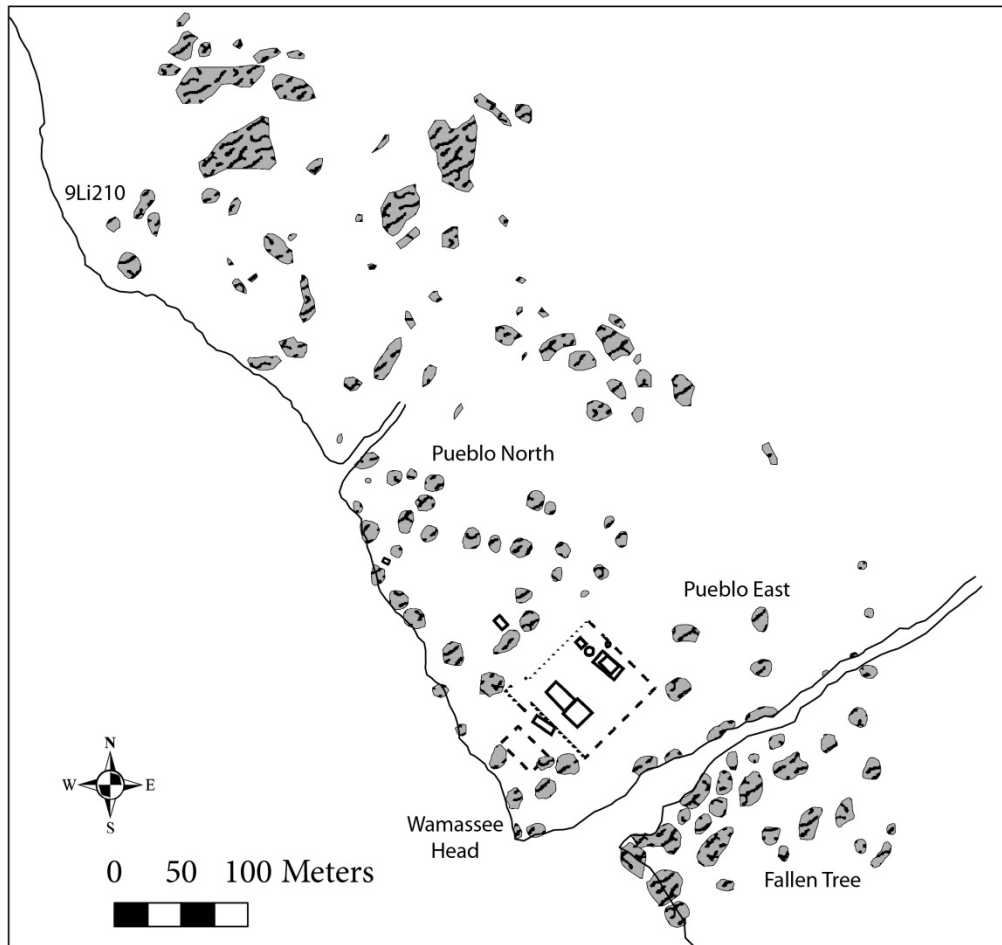 9Li210
Pueblo North
Pueblo East
N
W E
S
Wamassee
Head
0 50 100 Meters
Fallen Tree